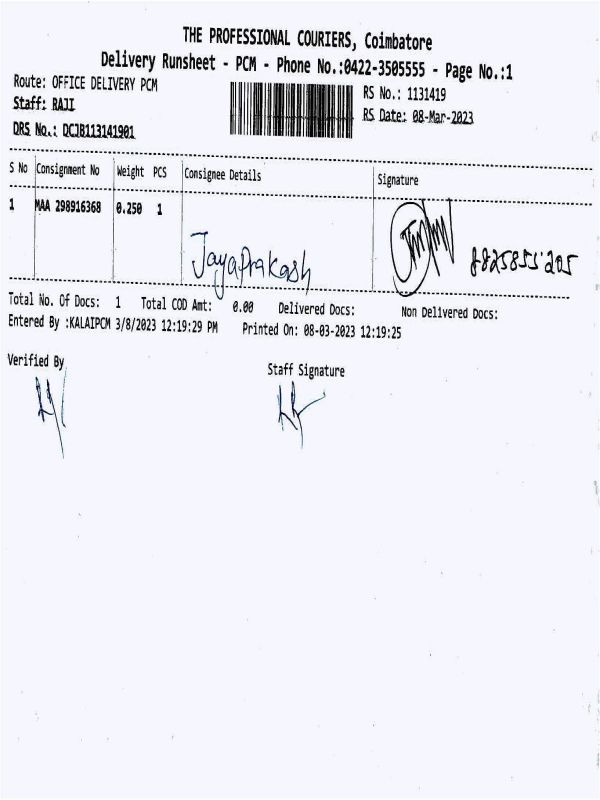 THE PROFESSIONAL COURIERS, Coimbatore
Delivery Runsheet - PCM - Phone No.:0422-3505555 - Page No.:1
Route: OFFICE DELIVERY PCM
RS No.: 1131419
Staff: RAJI
RS Date: 08-Mar-2023
DRS No.: DCJB113141901
S No Consignment No Weight PCS Consignee Details Signature
1 MAA 298916368 0.250 1
JayaPrakash
Total No. Of Docs: 1 Total COD Amt: 0.00 Delivered Docs: Non Delivered Docs:
Entered By :KALAIPCM 3/8/2023 12:19:29 PM Printed On: 08-03-2023 12:19:25
Verified By
Staff Signature